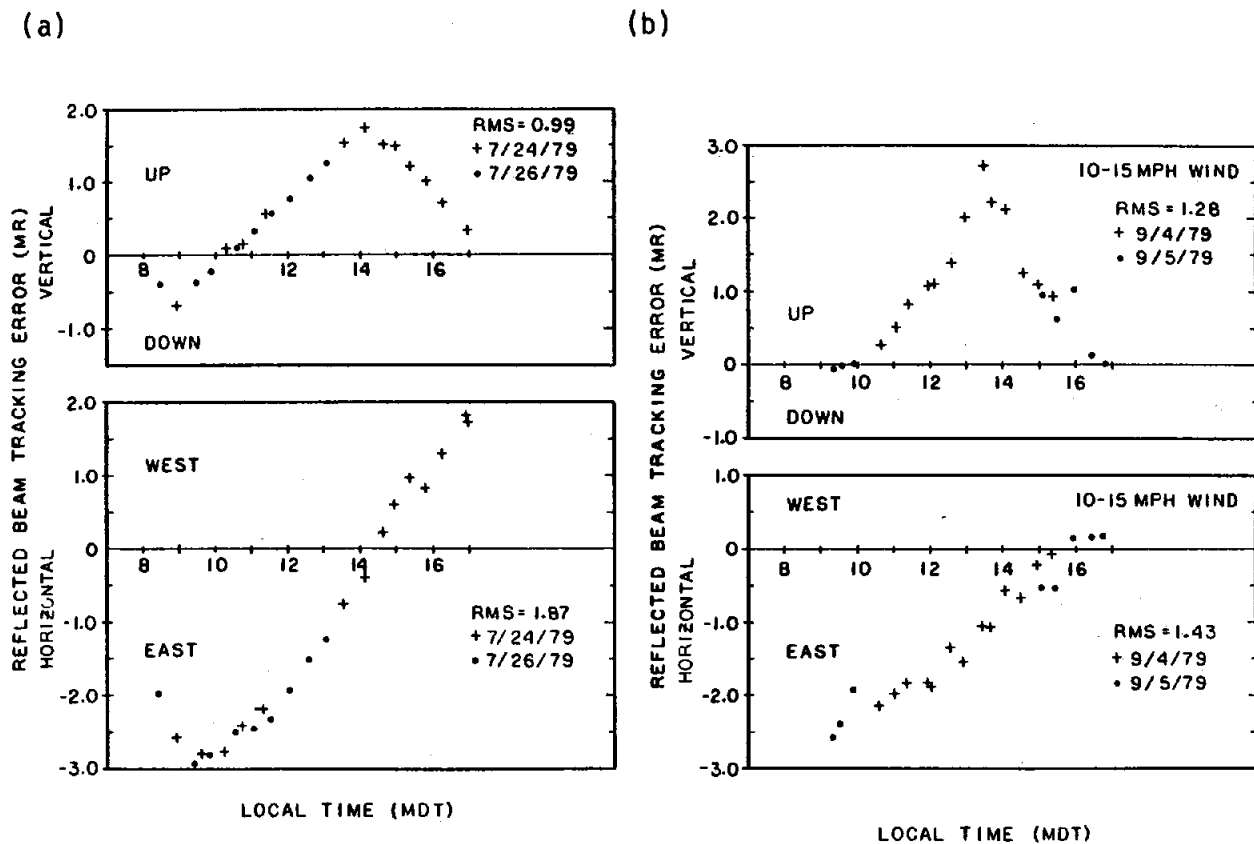 (a)
REFLECTED BEAM TRACKING ERROR (MR)
VERTICAL
HORIZONTAL
2.0
1.0
0
-1.0
UP
DOWN
RMS = 0.99
+ 7/24/79
• 7/26/79
8 10 12 14 16
2.0
1.0
0
-1.0
-2.0
-3.0
WEST
EAST
8 10 12 14 16
RMS = 1.87
+ 7/24/79
• 7/26/79
LOCAL TIME (MDT)
(b)
REFLECTED BEAM TRACKING ERROR (MR)
VERTICAL
HORIZONTAL
3.0
2.0
1.0
0
-1.0
UP
DOWN
10-15 MPH WIND
RMS = 1.28
+ 9/4/79
• 9/5/79
8 10 12 14 16
1.0
0
-1.0
-2.0
-3.0
WEST
EAST
10-15 MPH WIND
8 10 12 14 16
RMS = 1.43
+ 9/4/79
• 9/5/79
LOCAL TIME (MDT)